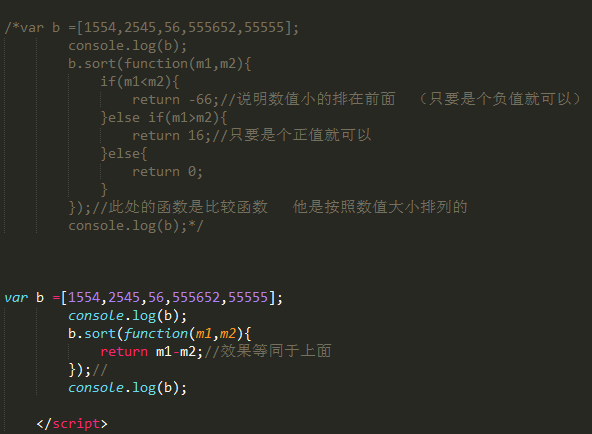 /*var b =[1554,2545,56,555652,55555];
console.log(b);
b.sort(function(m1,m2){
if(m1<m2){
return -66;//说明数值小的排在前面 （只要是个负值就可以）
}else if(m1>m2){
return 16;//只要是个正值就可以
}else{
return 0;
}
});//此处的函数是比较函数 他是按照数值大小排列的
console.log(b);*/
var b =[1554,2545,56,555652,55555];
console.log(b);
b.sort(function(m1,m2){
return m1-m2;//效果等同于上面
});//
console.log(b);
</script>